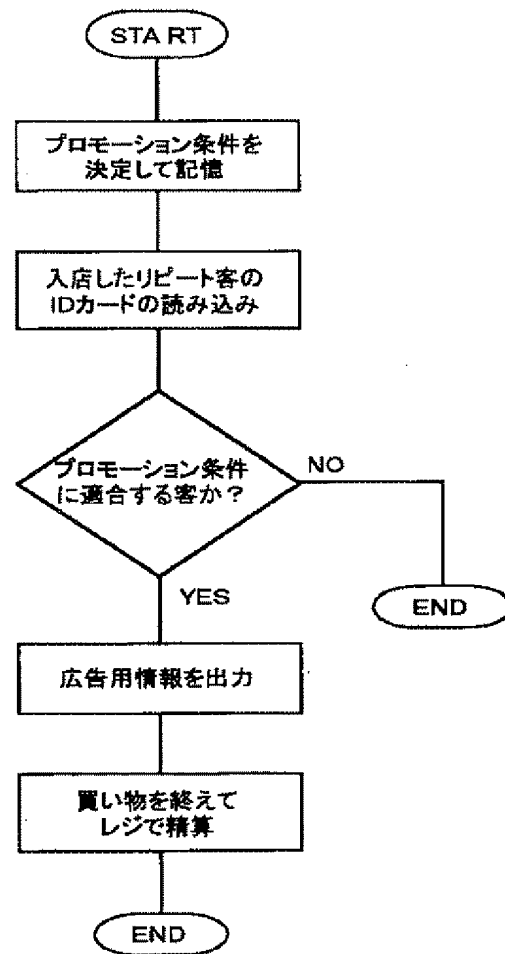 STA RT
プロモーション条件を
決定して記憶
入店したリピート客の
IDカードの読み込み
プロモーション条件
に適合する客か？
NO
YES
END
広告用情報を出力
買い物を終えて
レジで精算
END